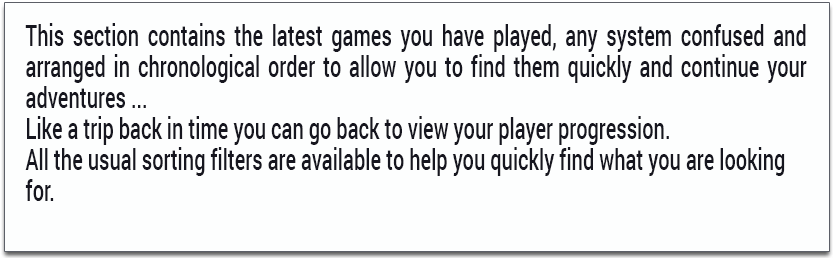 This section contains the latest games you have played, any system confused and
arranged in chronological order to allow you to find them quickly and continue your
adventures ...
Like a trip back in time you can go back to view your player progression.
All the usual sorting filters are available to help you quickly find what you are looking
for.